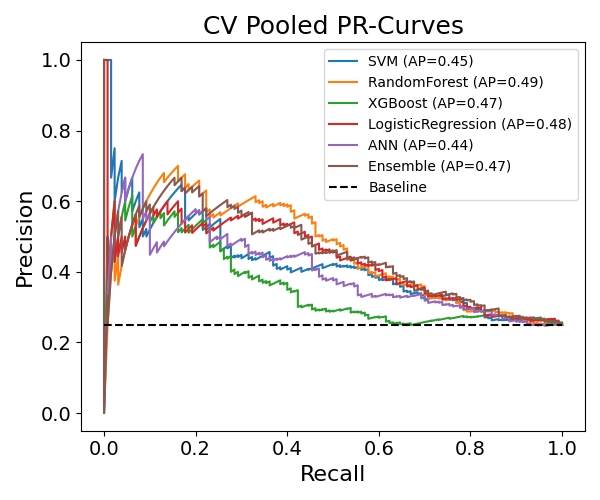 CV Pooled PR-Curves
Precision
1.0
0.8
0.6
0.4
0.2
0.0
SVM (AP=0.45)
RandomForest (AP=0.49)
XGBoost (AP=0.47)
LogisticRegression (AP=0.48)
ANN (AP=0.44)
Ensemble (AP=0.47)
Baseline
0.0 0.2 0.4 0.6 0.8 1.0
Recall